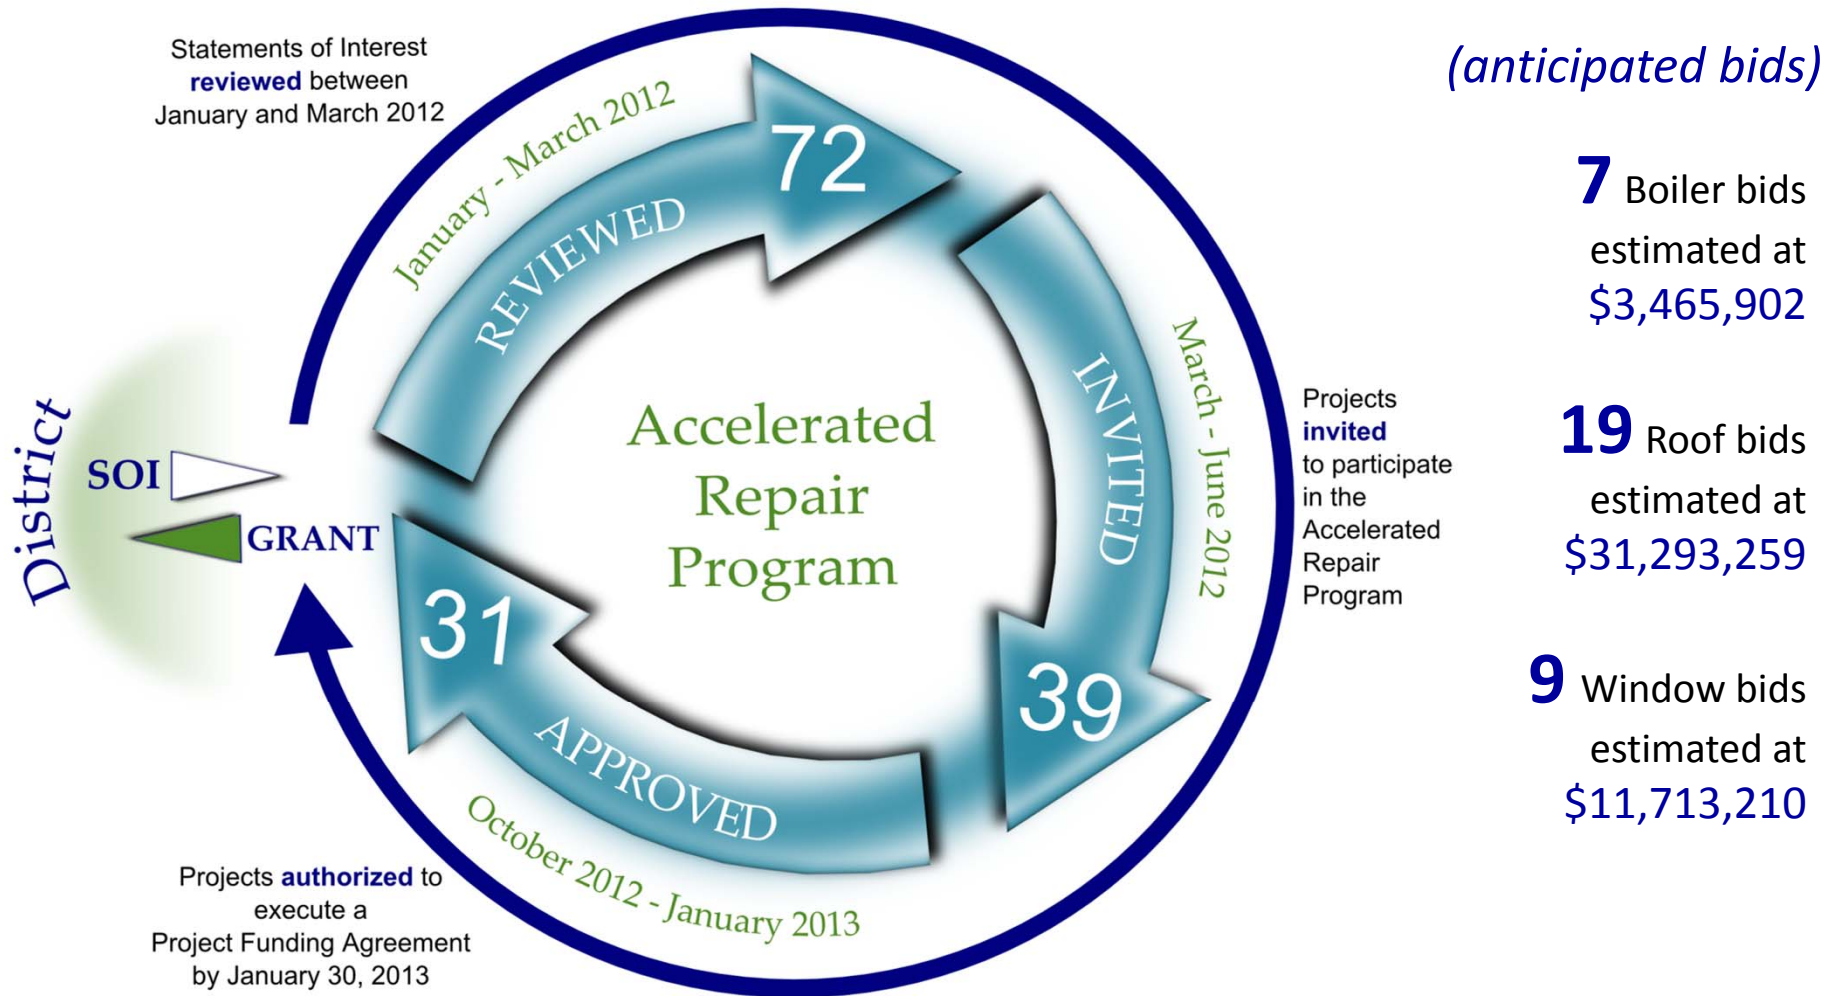 Statements of Interest
reviewed between
January and March 2012
January - March 2012
REVIEWED
72
INVITED
March - June 2012
39
Projects
invited
to participate
in the
Accelerated
Repair
Program
Accelerated
Repair
Program
District
SOI
GRANT
31
APPROVED
October 2012 - January 2013
Projects authorized to
execute a
Project Funding Agreement
by January 30, 2013
(anticipated bids)
7 Boiler bids
estimated at
$3,465,902
19 Roof bids
estimated at
$31,293,259
9 Window bids
estimated at
$11,713,210